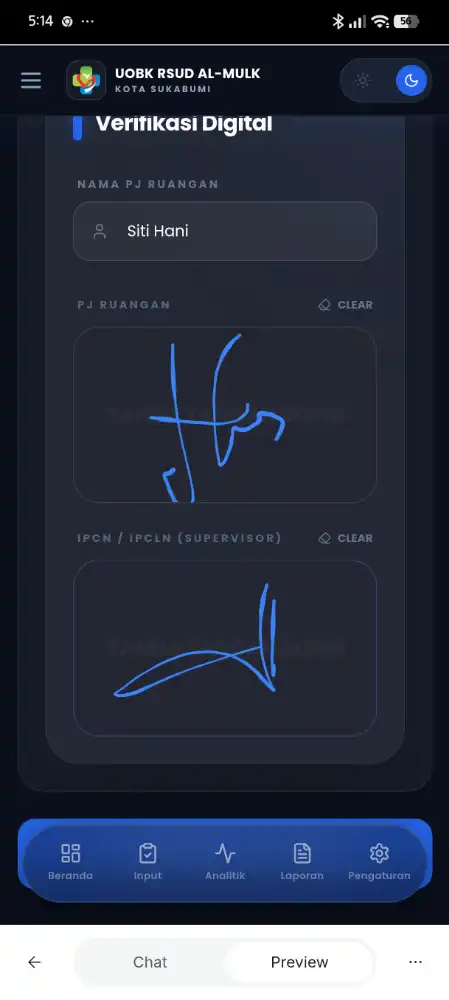 5:14
56
UOBK RSUD AL-MULK
KOTA SUKABUMI
Verifikasi Digital
NAMA PJ RUANGAN
Siti Hani
PJ RUANGAN
CLEAR
IPCN / IPCLN (SUPERVISOR)
CLEAR
Beranda
Input
Analitik
Laporan
Pengaturan
Chat
Preview